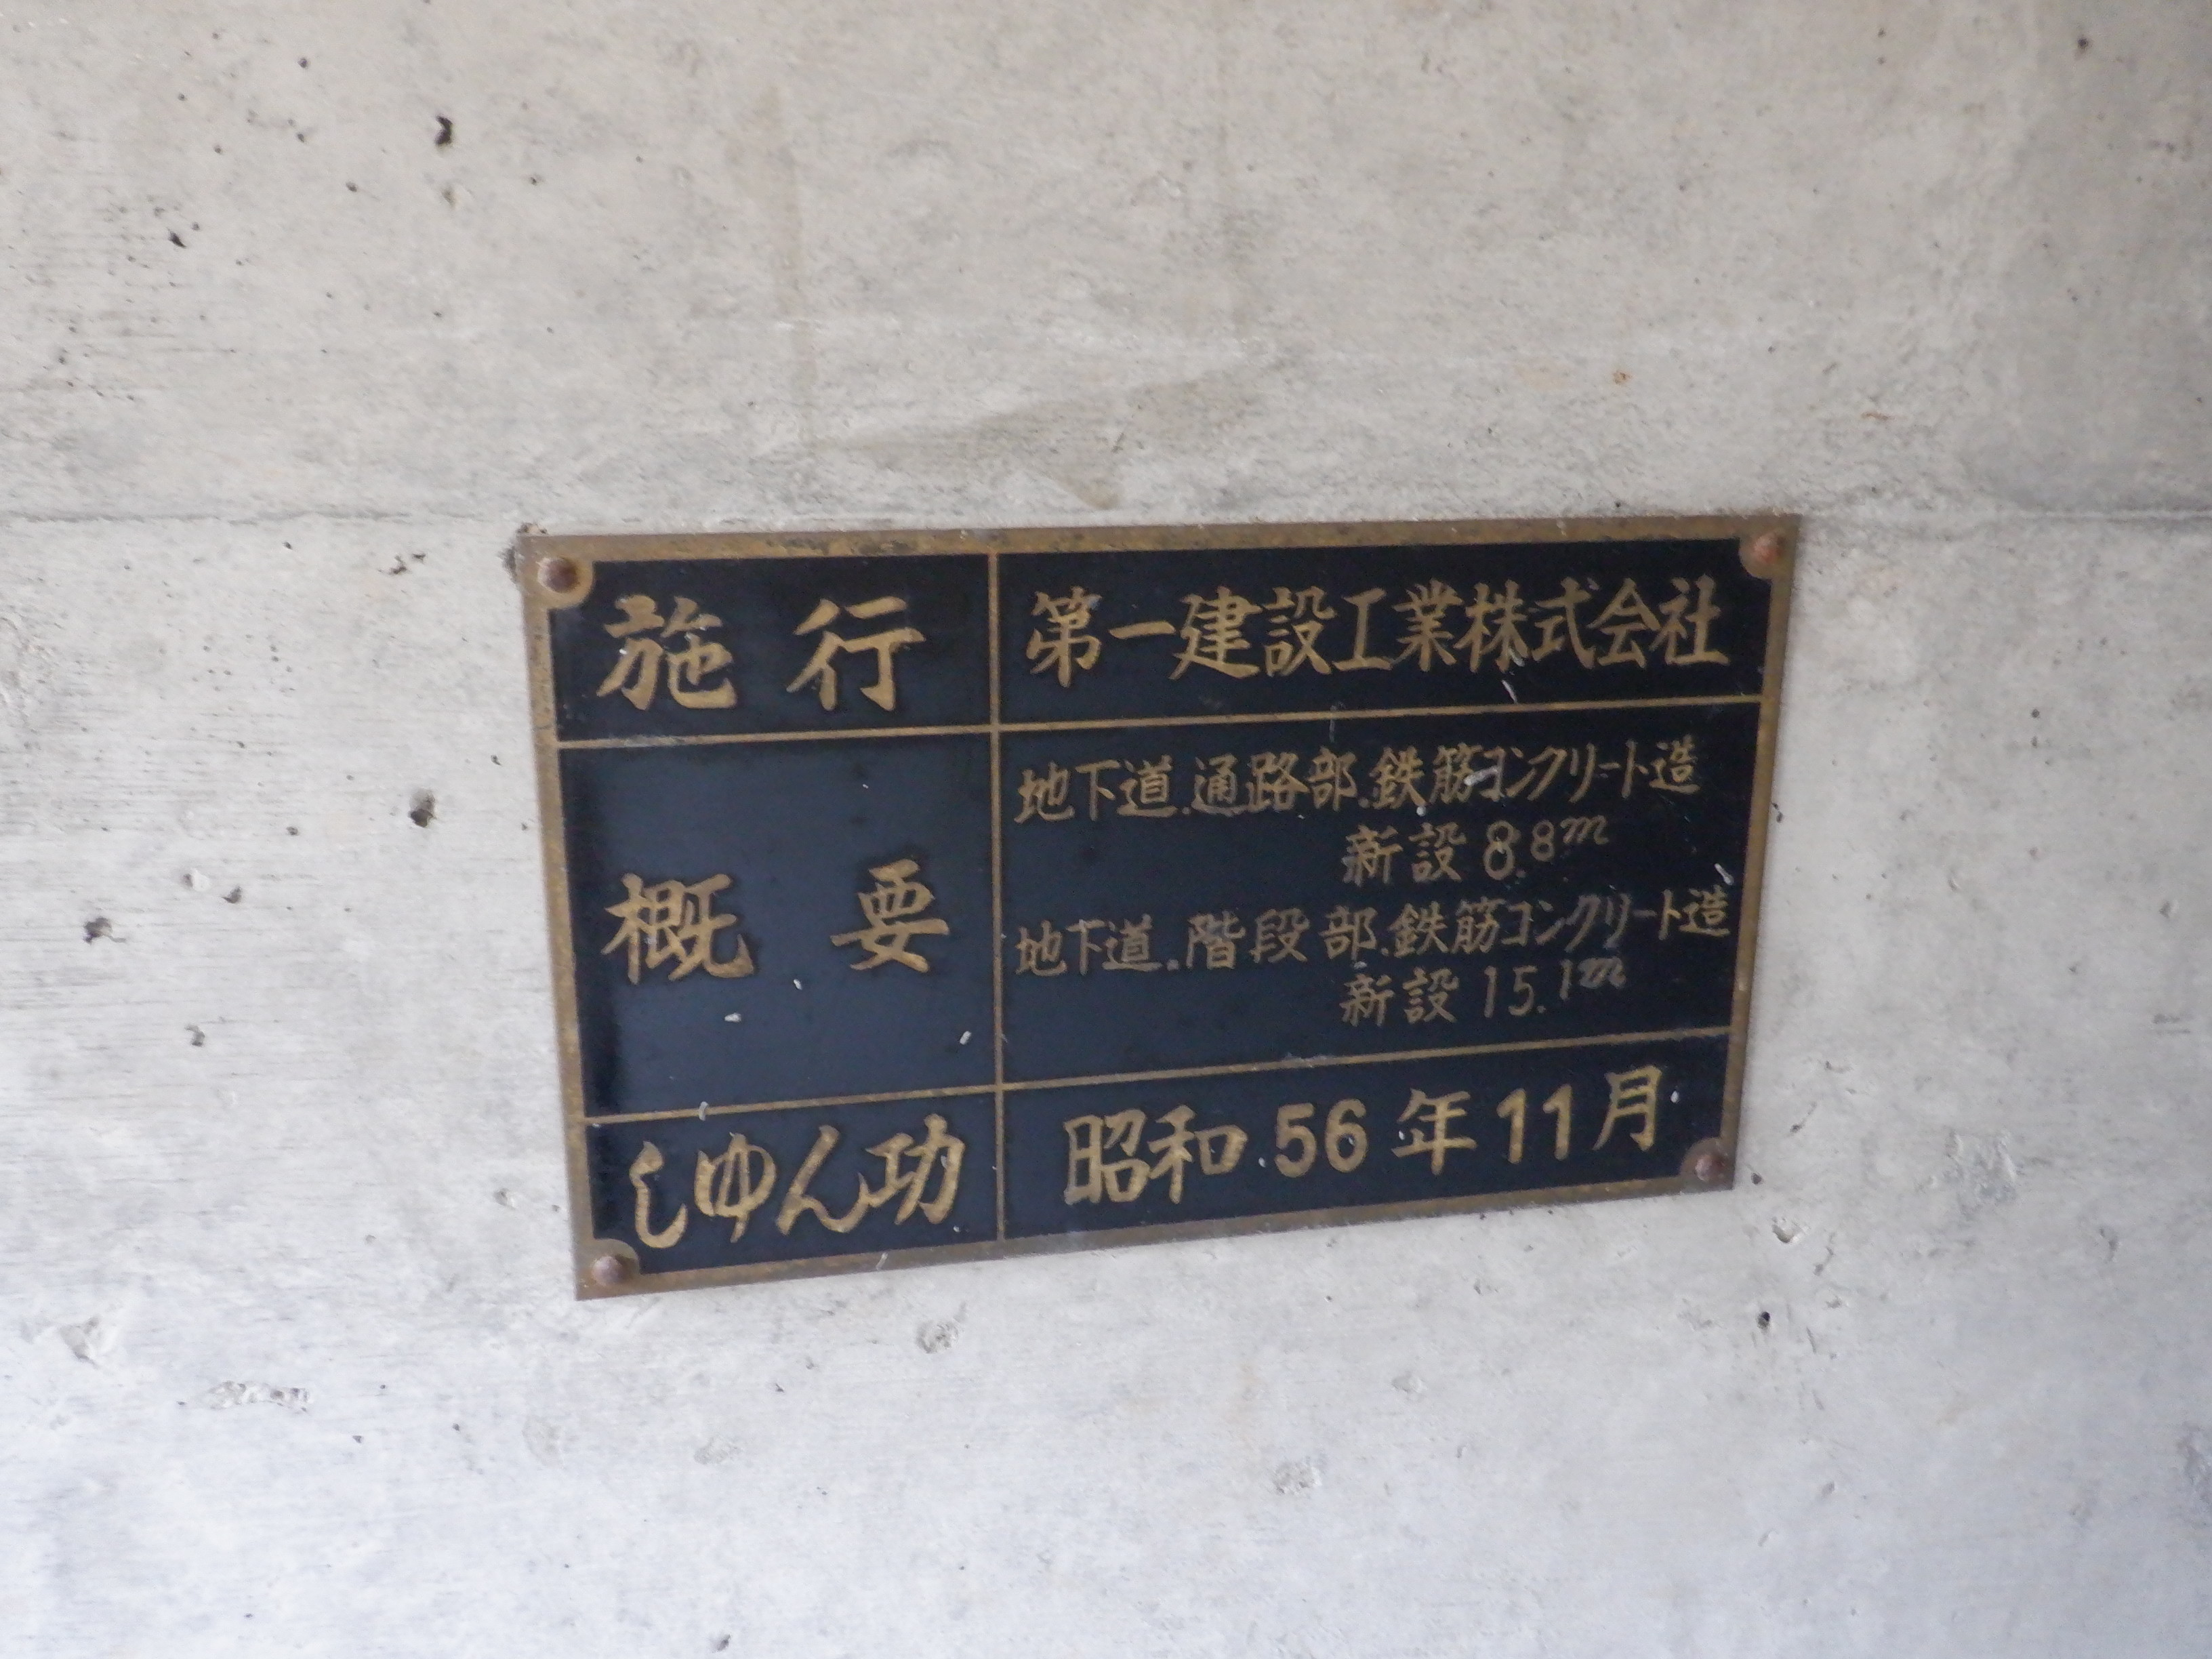 施行 第一建設工業株式会社
概要 地下道.通路部.鉄筋コンクリート造
新設 8.8m
地下道.階段部.鉄筋コンクリート造
新設 15.1m
しゆん功 昭和56年11月